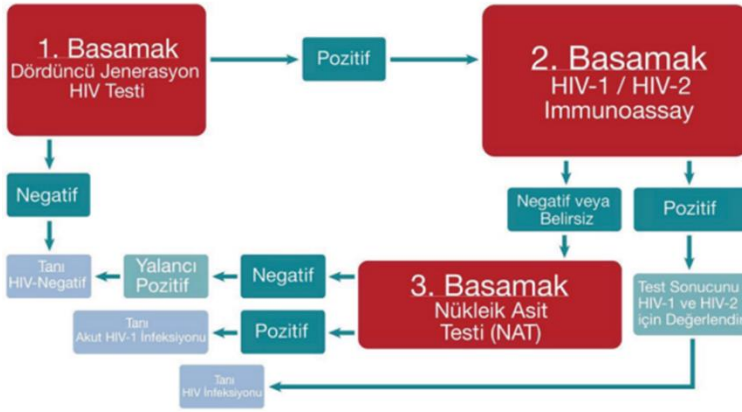 1. Basamak
Dördüncü Jenerasyon
HIV Testi
Pozitif
2. Basamak
HIV-1 / HIV-2
Immunoassay
Negatif
Negatif veya
Belirsiz
Pozitif
Tanı
HIV-Negatif
Yalancı
Pozitif
Negatif
3. Basamak
Nükleik Asit
Testi (NAT)
Test Sonucunu
HIV-1 ve HIV-2
için Değerlendir
Tanı
Akut HIV-1 İnfeksiyonu
Pozitif
Tanı
HIV İnfeksiyonu